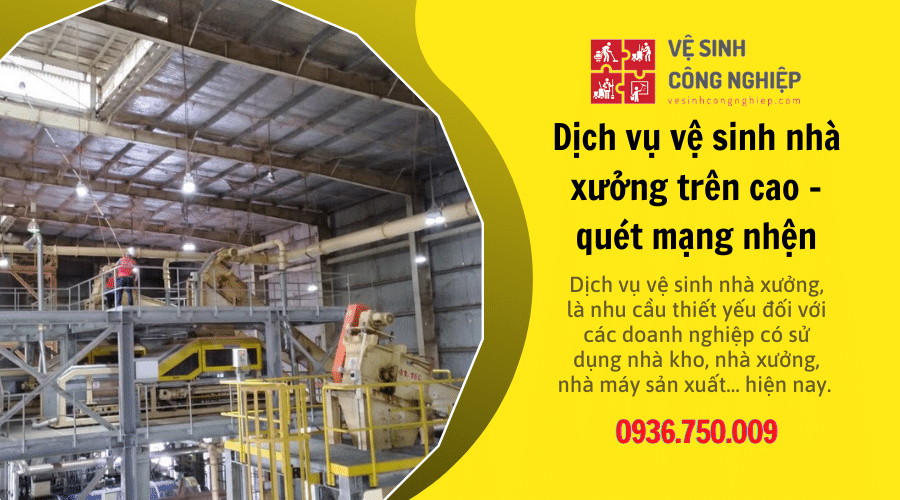 VỆ SINH
CÔNG NGHIỆP
vesinhcongnghiep.com
Dịch vụ vệ sinh nhà
xưởng trên cao -
quét mạng nhện
Dịch vụ vệ sinh nhà xưởng,
là nhu cầu thiết yếu đối với
các doanh nghiệp có sử
dụng nhà kho, nhà xưởng,
nhà máy sản xuất... hiện nay.
0936.750.009